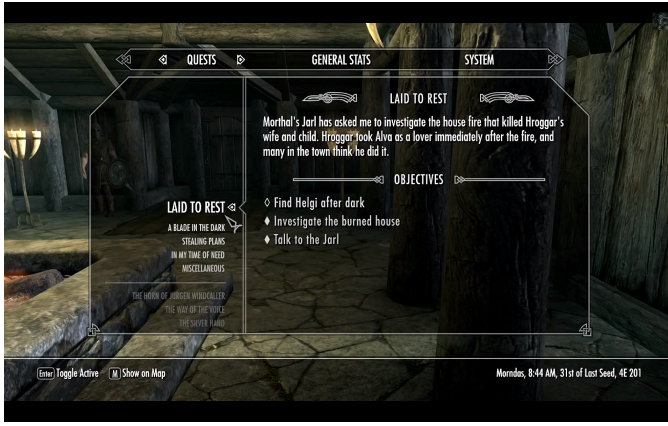 QUESTS
GENERAL STATS
SYSTEM
LAID TO REST
Morthal's Jarl has asked me to investigate the house fire that killed Hroggar's
wife and child. Hroggar took Alva as a lover immediately after the fire, and
many in the town think he did it.
OBJECTIVES
Find Helgi after dark
Investigate the burned house
Talk to the Jarl
LAID TO REST
A BLADE IN THE DARK
STEALING PLANS
IN MY TIME OF NEED
MISCELLANEOUS
THE HORN OF JURGEN WINDCALLER
THE WAY OF THE VOICE
THE SILVER HAND
Enter Toggle Active
M Show on Map
Morndas, 8:44 AM, 31st of Last Seed, 4E 201